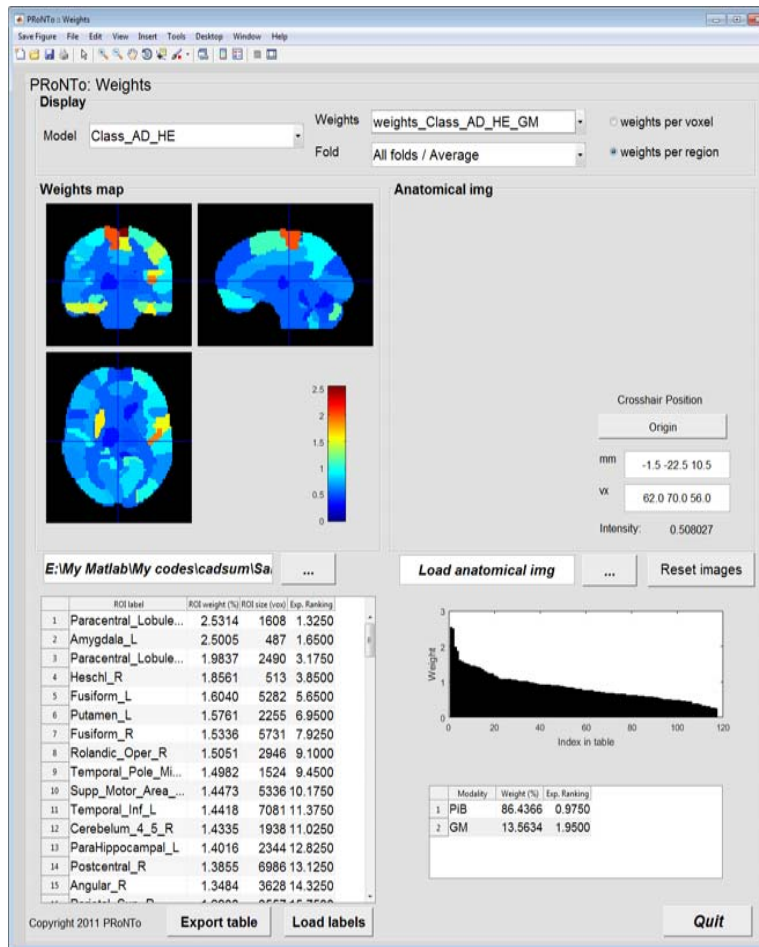 PRoNTo :: Weights
Save Figure File Edit View Insert Tools Desktop Window Help
PRoNTo: Weights
Display
Model Class_AD_HE
Weights weights_Class_AD_HE_GM
weights per voxel
Fold All folds / Average
weights per region
Weights map
Anatomical img
2.5
2
1.5
1
0.5
0
Crosshair Position
Origin
mm -1.5 -22.5 10.5
vx 62.0 70.0 56.0
Intensity: 0.508027
E:\My Matlab\My codes\cadsum\Sa
...
Load anatomical img
...
Reset images
ROI label ROI weight (%) ROI size (vox) Exp. Ranking
1 Paracentral_Lobule... 2.5314 1608 1.3250
2 Amygdala_L 2.5005 487 1.6500
3 Paracentral_Lobule... 1.9837 2490 3.1750
4 Heschl_R 1.8561 513 3.8500
5 Fusiform_L 1.6040 5282 5.6500
6 Putamen_L 1.5761 2255 6.9500
7 Fusiform_R 1.5336 5731 7.9250
8 Rolandic_Oper_R 1.5051 2946 9.1000
9 Temporal_Pole_Mi... 1.4982 1524 9.4500
10 Supp_Motor_Area_... 1.4473 5336 10.1750
11 Temporal_Inf_L 1.4418 7081 11.3750
12 Cerebelum_4_5_R 1.4335 1938 11.0250
13 ParaHippocampal_L 1.4016 2344 12.8250
14 Postcentral_R 1.3855 6986 13.1250
15 Angular_R 1.3484 3628 14.3250
3
2
1
0
Weight
0 20 40 60 80 100 120
Index in table
Modality Weight (%) Exp. Ranking
1 PiB 86.4366 0.9750
2 GM 13.5634 1.9500
Copyright 2011 PRoNTo
Export table
Load labels
Quit